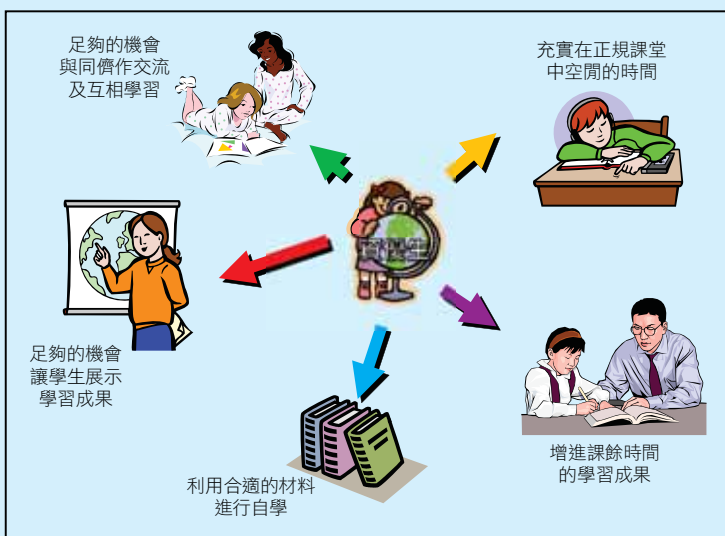 足夠的機會
與同儕作交流
及互相學習
充實在正規課堂
中空閒的時間
資優生
足夠的機會
讓學生展示
學習成果
增進課餘時間
的學習成果
利用合適的材料
進行自學